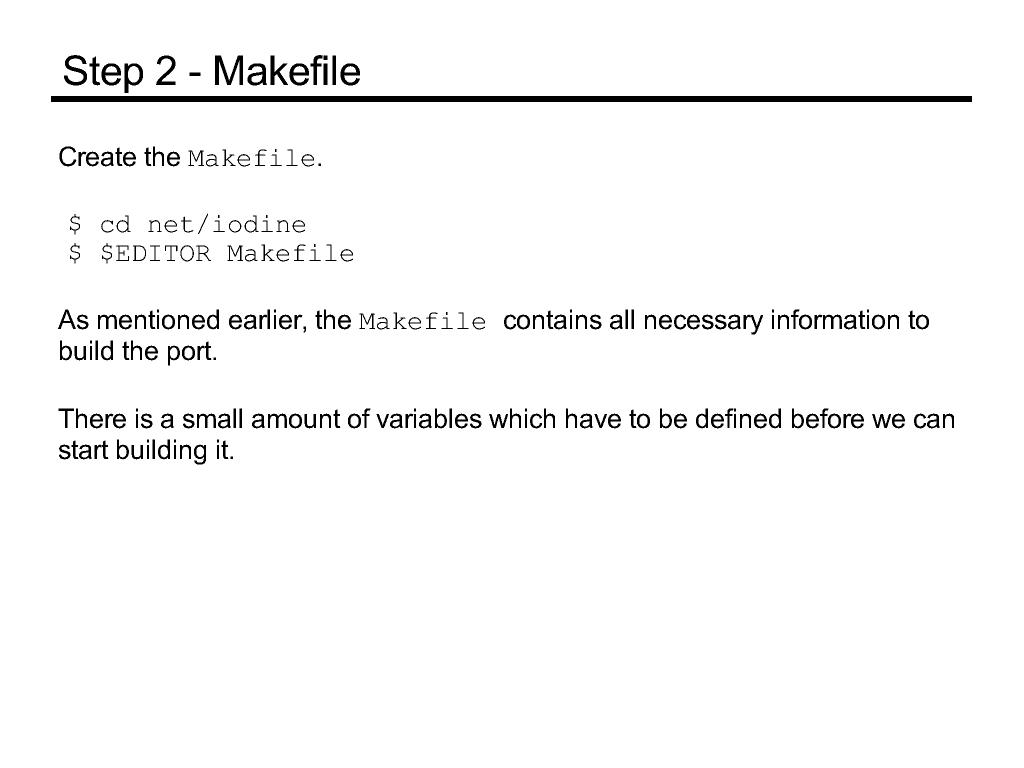 Step 2 - Makefile
Create the Makefile.
$ cd net/iodine
$ $EDITOR Makefile
As mentioned earlier, the Makefile contains all necessary information to
build the port.
There is a small amount of variables which have to be defined before we can
start building it.